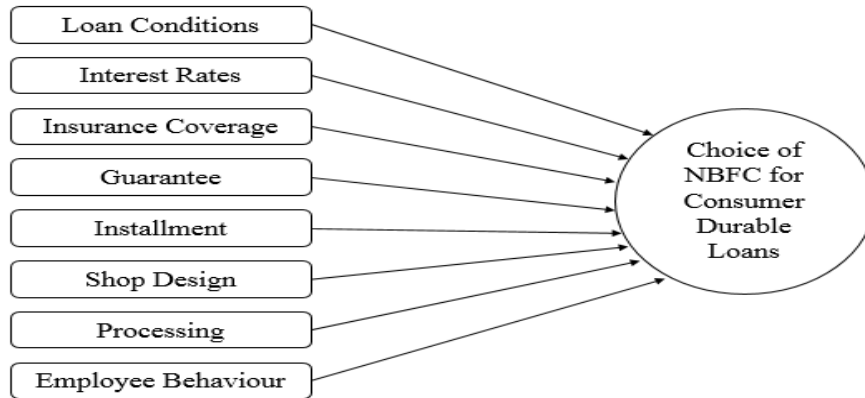 Loan Conditions
Interest Rates
Insurance Coverage
Guarantee
Installment
Shop Design
Processing
Employee Behaviour
Choice of
NBFC for
Consumer
Durable
Loans